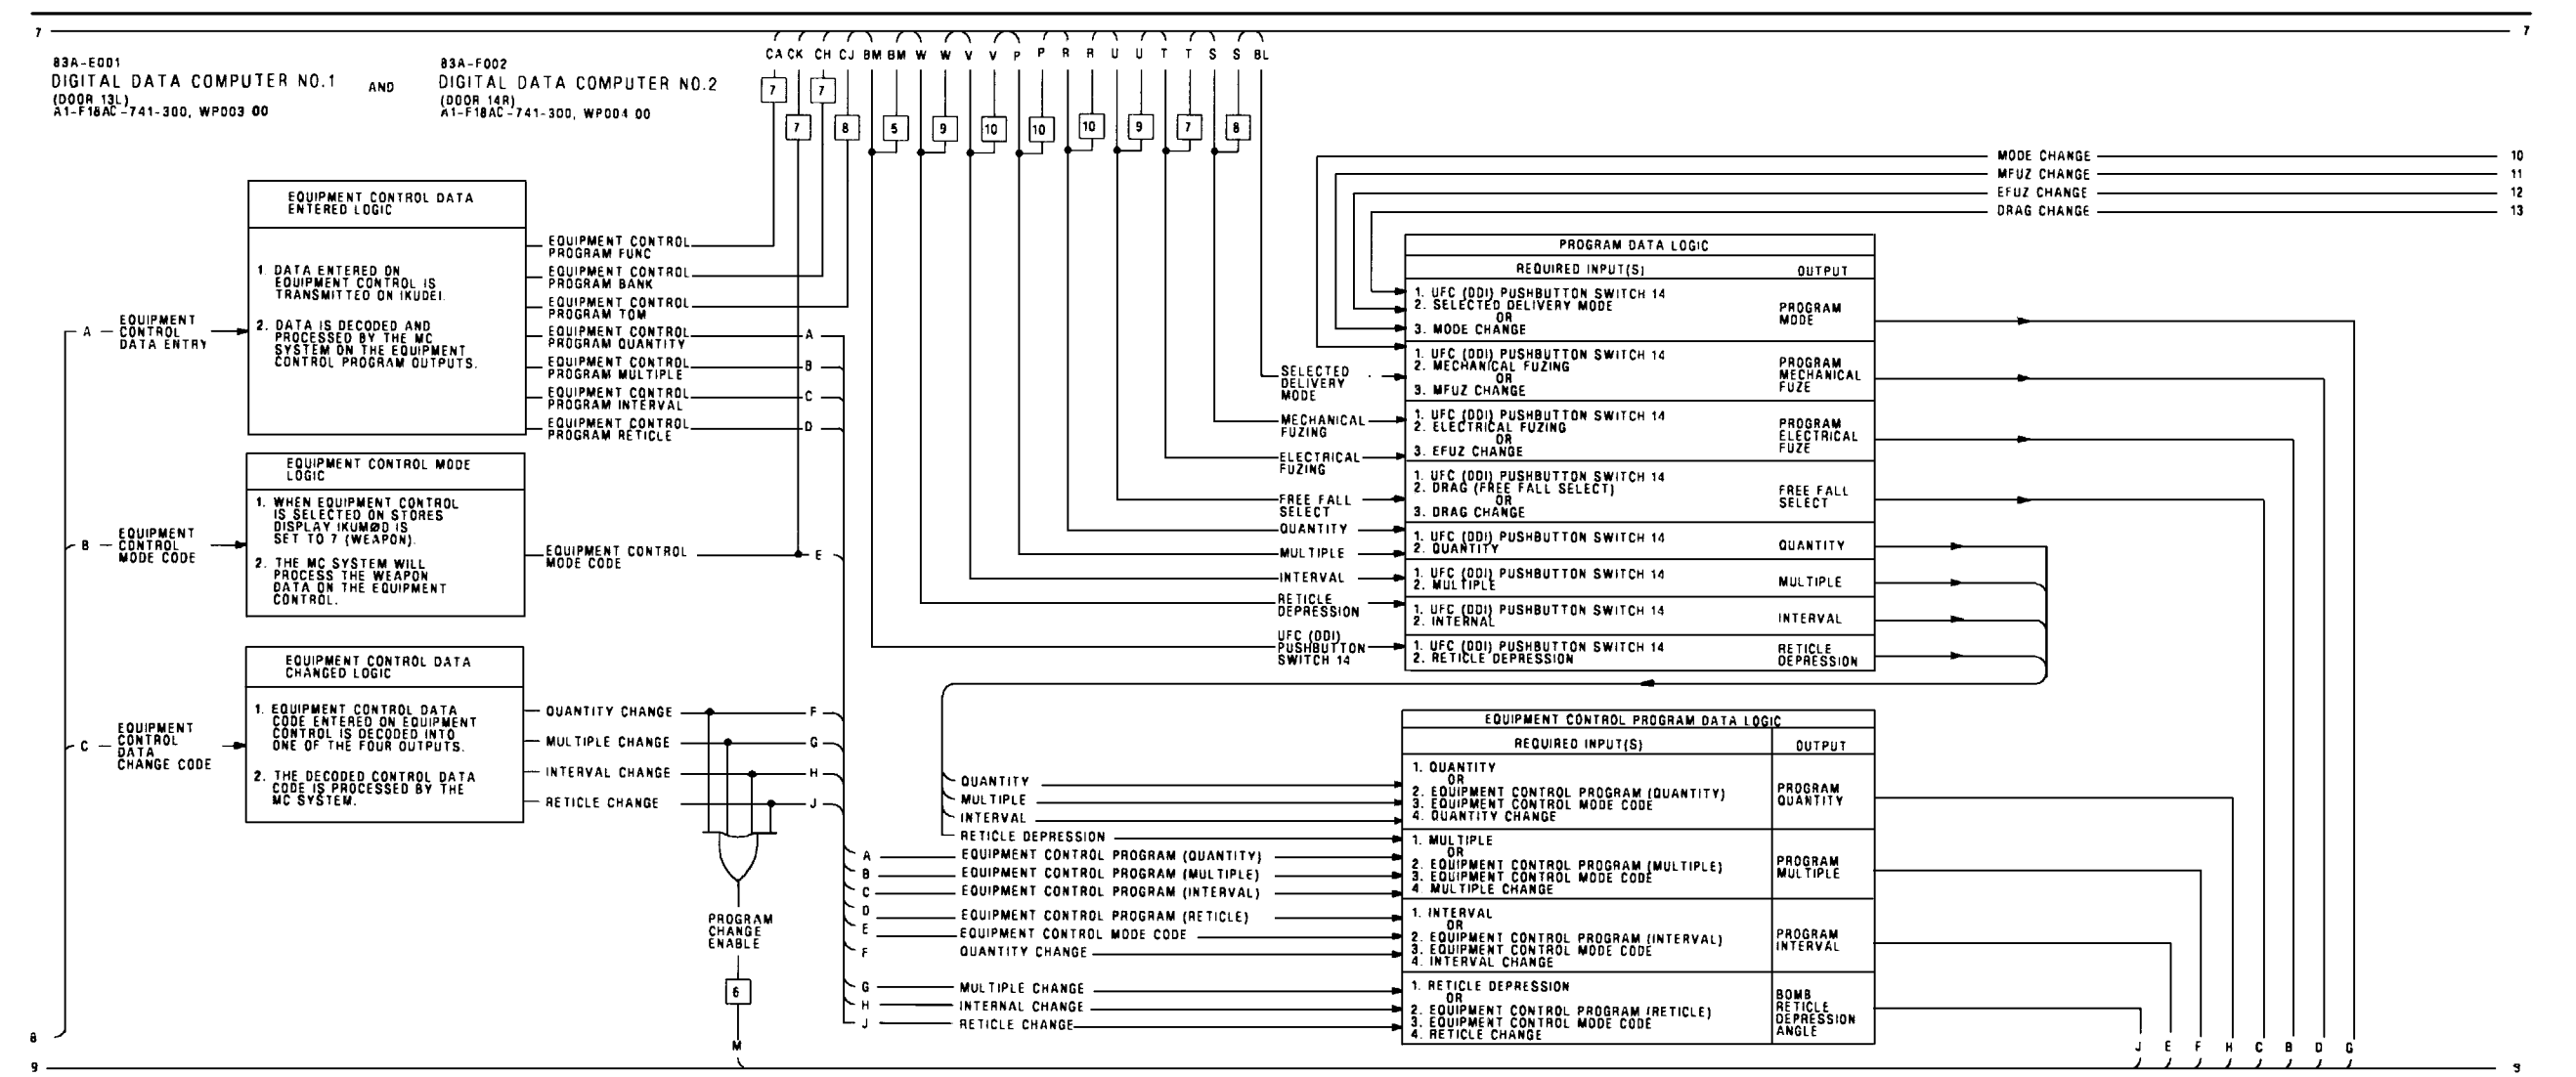 7
7
CA CK CH CJ BM BM W W V V P P R R U U T T S S BL
83A-E001
DIGITAL DATA COMPUTER NO.1
(DOOR 13L)
A1-F18AC-741-300, WP003 00
AND
83A-F002
DIGITAL DATA COMPUTER NO.2
(DOOR 14R)
A1-F18AC-741-300, WP004 00
7
7
7
8
5
9
10
10
10
9
7
8
MODE CHANGE
10
MFUZ CHANGE
11
EFUZ CHANGE
12
DRAG CHANGE
13
A
EQUIPMENT
CONTROL
DATA ENTRY
EQUIPMENT CONTROL DATA
ENTERED LOGIC
1. DATA ENTERED ON
EQUIPMENT CONTROL IS
TRANSMITTED ON IKUDEI.
2. DATA IS DECODED AND
PROCESSED BY THE MC
SYSTEM ON THE EQUIPMENT
CONTROL PROGRAM OUTPUTS.
EQUIPMENT CONTROL
PROGRAM FUNC
EQUIPMENT CONTROL
PROGRAM BANK
EQUIPMENT CONTROL
PROGRAM TOM
EQUIPMENT CONTROL
PROGRAM QUANTITY
A
EQUIPMENT CONTROL
PROGRAM MULTIPLE
B
EQUIPMENT CONTROL
PROGRAM INTERVAL
C
EQUIPMENT CONTROL
PROGRAM RETICLE
D
B
EQUIPMENT
CONTROL
MODE CODE
EQUIPMENT CONTROL MODE
LOGIC
1. WHEN EQUIPMENT CONTROL
IS SELECTED ON STORES
DISPLAY IKUMØD IS
SET TO 7 (WEAPON).
2. THE MC SYSTEM WILL
PROCESS THE WEAPON
DATA ON THE EQUIPMENT
CONTROL.
EQUIPMENT CONTROL
MODE CODE
E
C
EQUIPMENT
CONTROL
DATA
CHANGE CODE
EQUIPMENT CONTROL DATA
CHANGED LOGIC
1. EQUIPMENT CONTROL DATA
CODE ENTERED ON EQUIPMENT
CONTROL IS DECODED INTO
ONE OF THE FOUR OUTPUTS.
2. THE DECODED CONTROL DATA
CODE IS PROCESSED BY THE
MC SYSTEM.
QUANTITY CHANGE
F
MULTIPLE CHANGE
G
INTERVAL CHANGE
H
RETICLE CHANGE
J
PROGRAM
CHANGE
ENABLE
6
M
SELECTED
DELIVERY
MODE
MECHANICAL
FUZING
ELECTRICAL
FUZING
FREE FALL
SELECT
QUANTITY
MULTIPLE
INTERVAL
RETICLE
DEPRESSION
UFC (DDI)
PUSHBUTTON
SWITCH 14
PROGRAM DATA LOGIC
REQUIRED INPUT(S)
OUTPUT
1. UFC (DDI) PUSHBUTTON SWITCH 14
2. SELECTED DELIVERY MODE
OR
3. MODE CHANGE
PROGRAM
MODE
1. UFC (DDI) PUSHBUTTON SWITCH 14
2. MECHANICAL FUZING
OR
3. MFUZ CHANGE
PROGRAM
MECHANICAL
FUZE
1. UFC (DDI) PUSHBUTTON SWITCH 14
2. ELECTRICAL FUZING
OR
3. EFUZ CHANGE
PROGRAM
ELECTRICAL
FUZE
1. UFC (DDI) PUSHBUTTON SWITCH 14
2. DRAG (FREE FALL SELECT)
OR
3. DRAG CHANGE
FREE FALL
SELECT
1. UFC (DDI) PUSHBUTTON SWITCH 14
2. QUANTITY
QUANTITY
1. UFC (DDI) PUSHBUTTON SWITCH 14
2. MULTIPLE
MULTIPLE
1. UFC (DDI) PUSHBUTTON SWITCH 14
2. INTERNAL
INTERVAL
1. UFC (DDI) PUSHBUTTON SWITCH 14
2. RETICLE DEPRESSION
RETICLE
DEPRESSION
QUANTITY
MULTIPLE
INTERVAL
RETICLE DEPRESSION
A EQUIPMENT CONTROL PROGRAM (QUANTITY)
B EQUIPMENT CONTROL PROGRAM (MULTIPLE)
C EQUIPMENT CONTROL PROGRAM (INTERVAL)
D EQUIPMENT CONTROL PROGRAM (RETICLE)
E EQUIPMENT CONTROL MODE CODE
F QUANTITY CHANGE
G MULTIPLE CHANGE
H INTERNAL CHANGE
J RETICLE CHANGE
EQUIPMENT CONTROL PROGRAM DATA LOGIC
REQUIRED INPUT(S)
OUTPUT
1. QUANTITY
OR
2. EQUIPMENT CONTROL PROGRAM (QUANTITY)
3. EQUIPMENT CONTROL MODE CODE
4. QUANTITY CHANGE
PROGRAM
QUANTITY
1. MULTIPLE
OR
2. EQUIPMENT CONTROL PROGRAM (MULTIPLE)
3. EQUIPMENT CONTROL MODE CODE
4. MULTIPLE CHANGE
PROGRAM
MULTIPLE
1. INTERVAL
OR
2. EQUIPMENT CONTROL PROGRAM (INTERVAL)
3. EQUIPMENT CONTROL MODE CODE
4. INTERVAL CHANGE
PROGRAM
INTERVAL
1. RETICLE DEPRESSION
OR
2. EQUIPMENT CONTROL PROGRAM (RETICLE)
3. EQUIPMENT CONTROL MODE CODE
4. RETICLE CHANGE
BOMB
RETICLE
DEPRESSION
ANGLE
J E F H C B D G
8
9
9